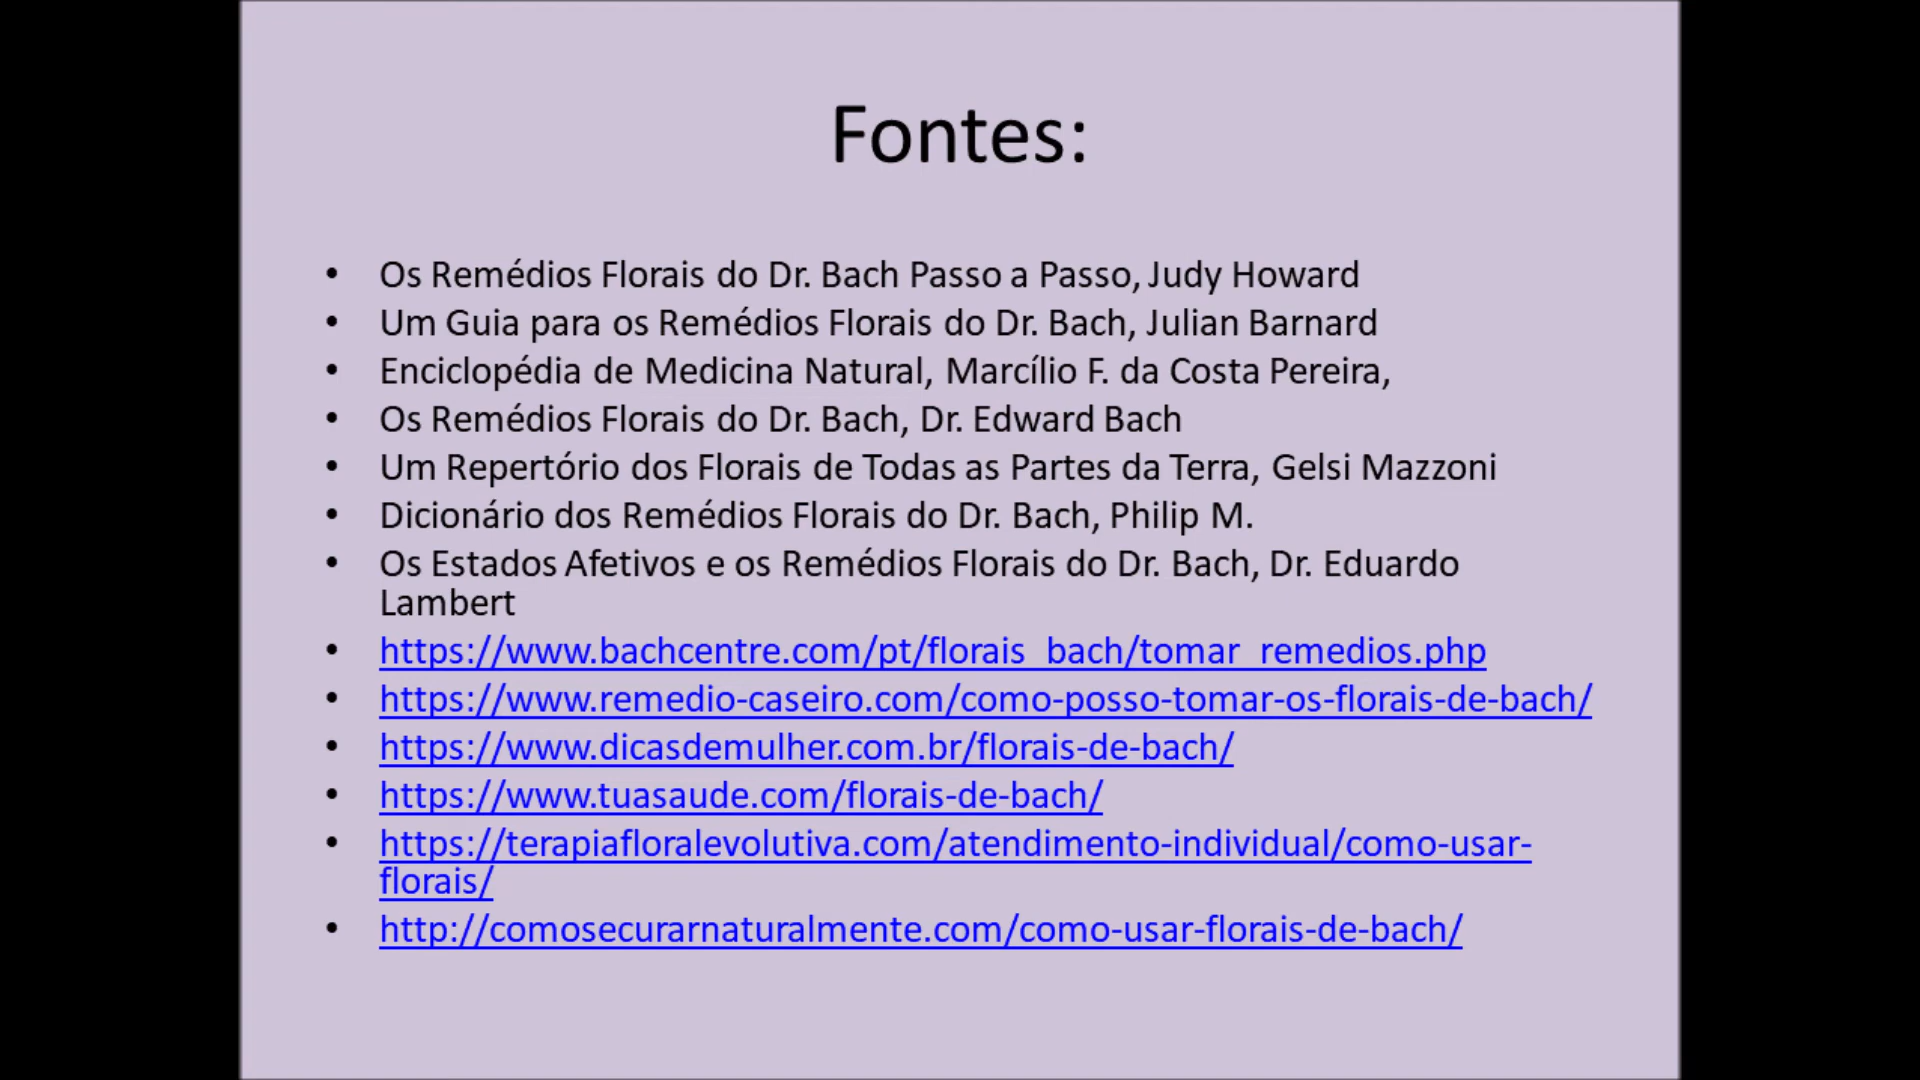 Fontes:
• Os Remédios Florais do Dr. Bach Passo a Passo, Judy Howard
• Um Guia para os Remédios Florais do Dr. Bach, Julian Barnard
• Enciclopédia de Medicina Natural, Marcílio F. da Costa Pereira,
• Os Remédios Florais do Dr. Bach, Dr. Edward Bach
• Um Repertório dos Florais de Todas as Partes da Terra, Gelsi Mazzoni
• Dicionário dos Remédios Florais do Dr. Bach, Philip M.
• Os Estados Afetivos e os Remédios Florais do Dr. Bach, Dr. Eduardo
Lambert
• https://www.bachcentre.com/pt/florais_bach/tomar_remedios.php
• https://www.remedio-caseiro.com/como-posso-tomar-os-florais-de-bach/
• https://www.dicasdemulher.com.br/florais-de-bach/
• https://www.tuasaude.com/florais-de-bach/
• https://terapiafloralevolutiva.com/atendimento-individual/como-usar-
florais/
• http://comosecurarnaturalmente.com/como-usar-florais-de-bach/